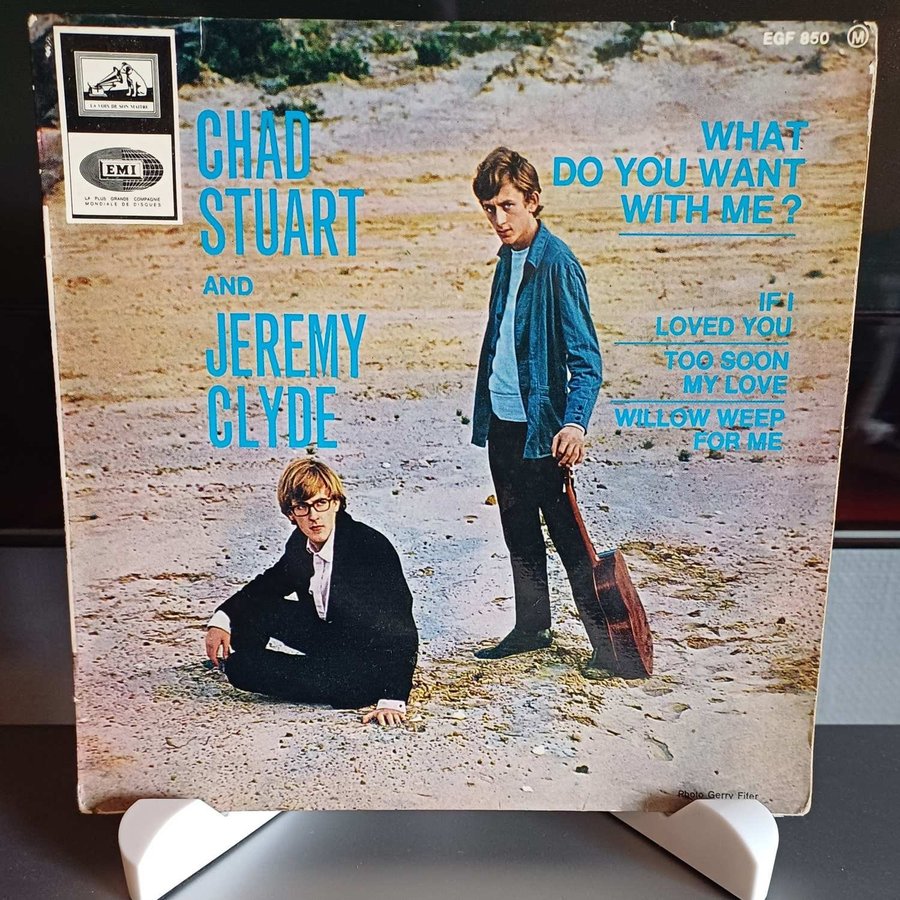 EGF 850 M
LA VOIX DE SON MAITRE
EMI
LA PLUS GRANDE COMPAGNIE
MONDIALE DE DISQUES
CHAD
STUART
AND
JEREMY
CLYDE
WHAT
DO YOU WANT
WITH ME?
IF I
LOVED YOU
TOO SOON
MY LOVE
WILLOW WEEP
FOR ME
Photo Gerry Fifer